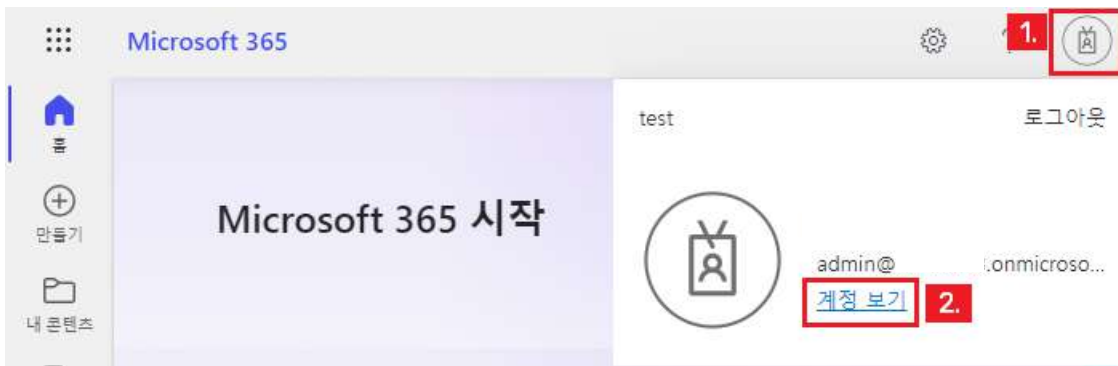 Microsoft 365
1.
홈
test
로그아웃
만들기
Microsoft 365 시작
admin@ .onmicroso...
계정 보기
2.
내 콘텐츠